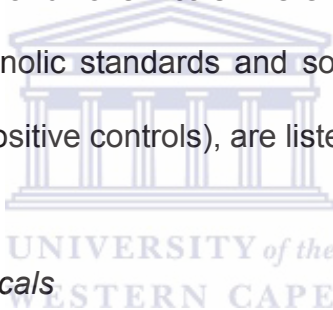 nolic standards and so
ositive controls), are liste
UNIVERSITY of the
cals
WESTERN CAPE